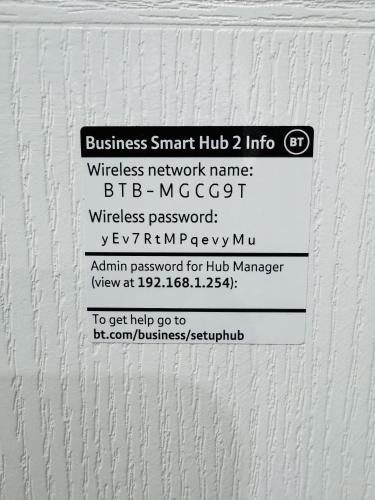 Business Smart Hub 2 Info BT
Wireless network name:
BTB-MGCG9T
Wireless password:
yEv7RtMPqevyMu
Admin password for Hub Manager
(view at 192.168.1.254):
To get help go to
bt.com/business/setuphub